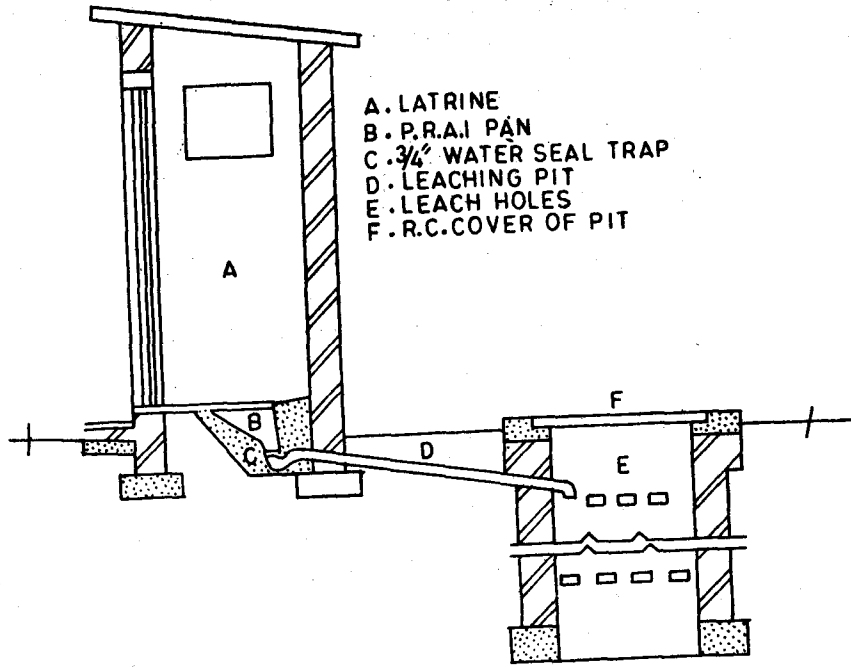 A. LATRINE
B. P.R.A.I PAN
C. 3/4" WATER SEAL TRAP
D. LEACHING PIT
E. LEACH HOLES
F. R.C. COVER OF PIT
A
B
C
D
E
F